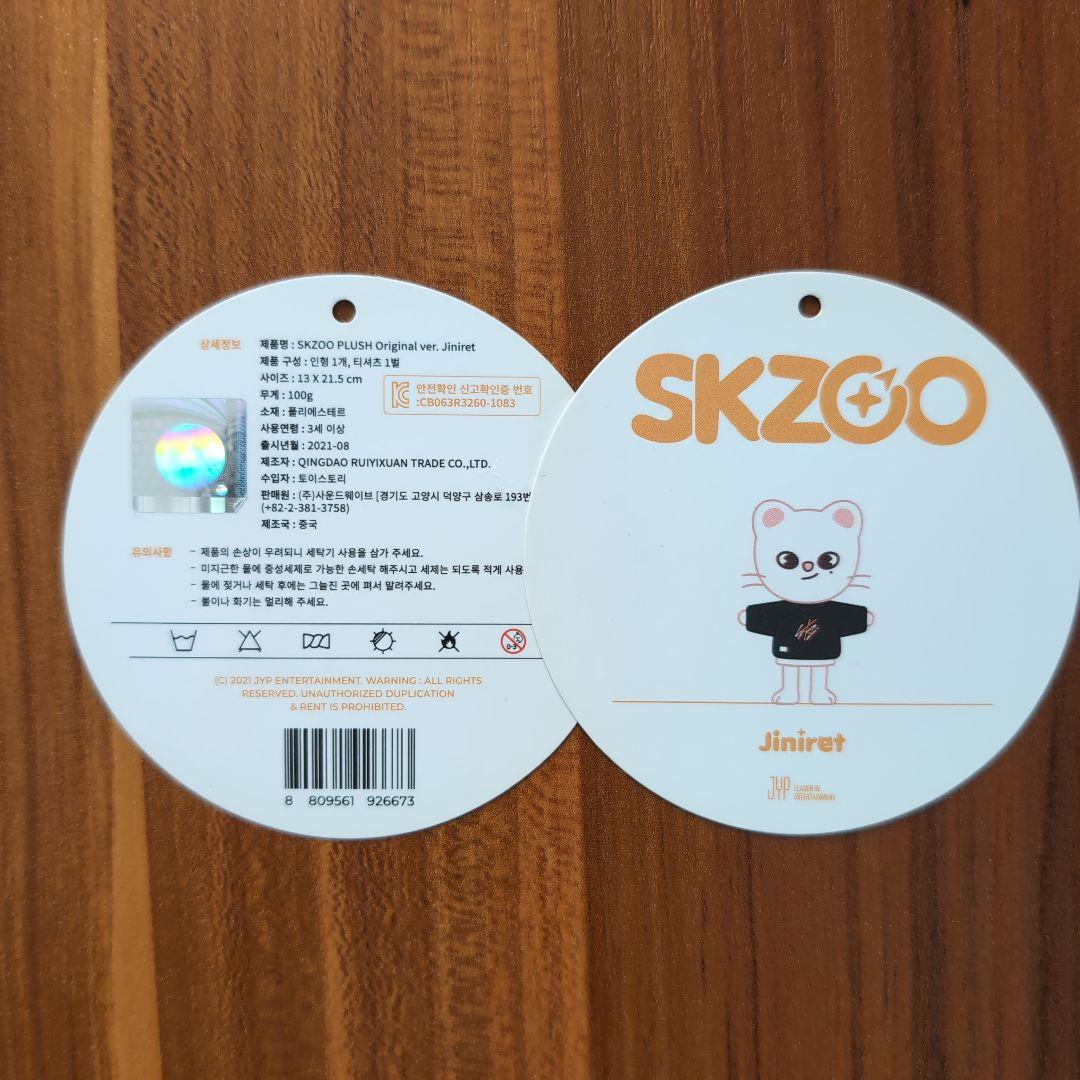 상세정보
제품명 : SKZOO PLUSH Original ver. Jiniret
제품 구성 : 인형 1개, 티셔츠 1벌
사이즈 : 13 X 21.5 cm
무게 : 100g
소재 : 폴리에스테르
사용연령 : 3세 이상
출시년월 : 2021-08
제조자 : QINGDAO RUIYIXUAN TRADE CO.,LTD.
수입자 : 토이스토리
판매원 : (주)사운드웨이브 [경기도 고양시 덕양구 삼송로 193번
(+82-2-381-3758)
제조국 : 중국
안전확인 신고확인증 번호
:CB063R3260-1083
유의사항
- 제품의 손상이 우려되니 세탁기 사용을 삼가 주세요.
- 미지근한 물에 중성세제로 가능한 손세탁 해주시고 세제는 되도록 적게 사용
- 물에 젖거나 세탁 후에는 그늘진 곳에 펴서 말려주세요.
- 불이나 화기는 멀리해 주세요.
0-3
(C) 2021 JYP ENTERTAINMENT. WARNING : ALL RIGHTS
RESERVED. UNAUTHORIZED DUPLICATION
& RENT IS PROHIBITED.
8 809561 926673
SKZOO
Jiniret
JYP LEADER IN
ENTERTAINMENT